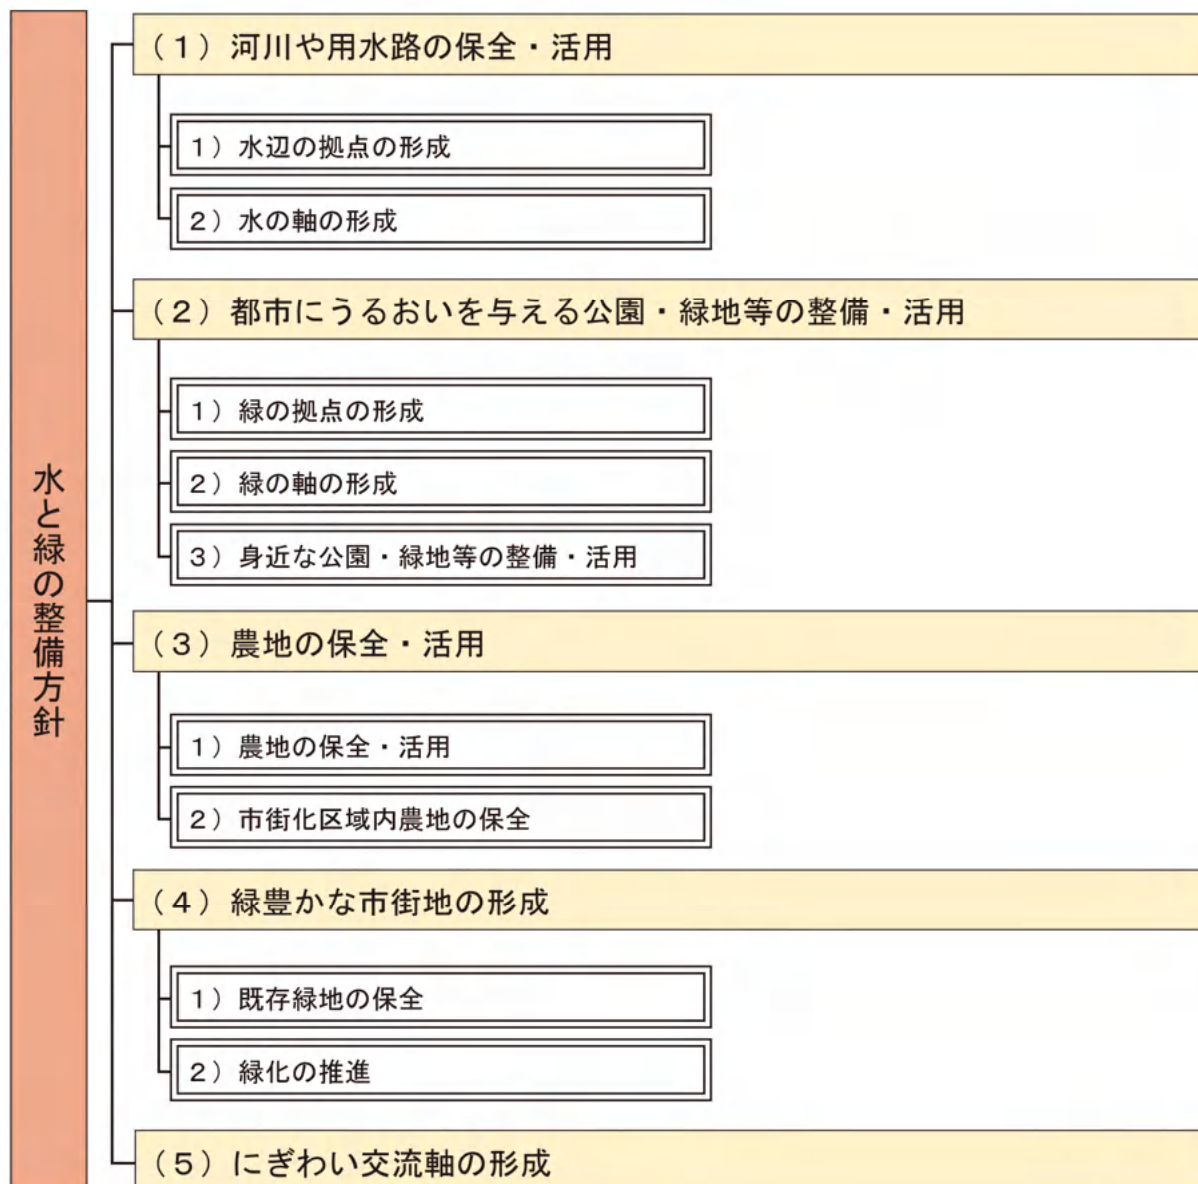 水と緑の整備方針
（１）河川や用水路の保全・活用
１）水辺の拠点の形成
２）水の軸の形成
（２）都市にうるおいを与える公園・緑地等の整備・活用
１）緑の拠点の形成
２）緑の軸の形成
３）身近な公園・緑地等の整備・活用
（３）農地の保全・活用
１）農地の保全・活用
２）市街化区域内農地の保全
（４）緑豊かな市街地の形成
１）既存緑地の保全
２）緑化の推進
（５）にぎわい交流軸の形成